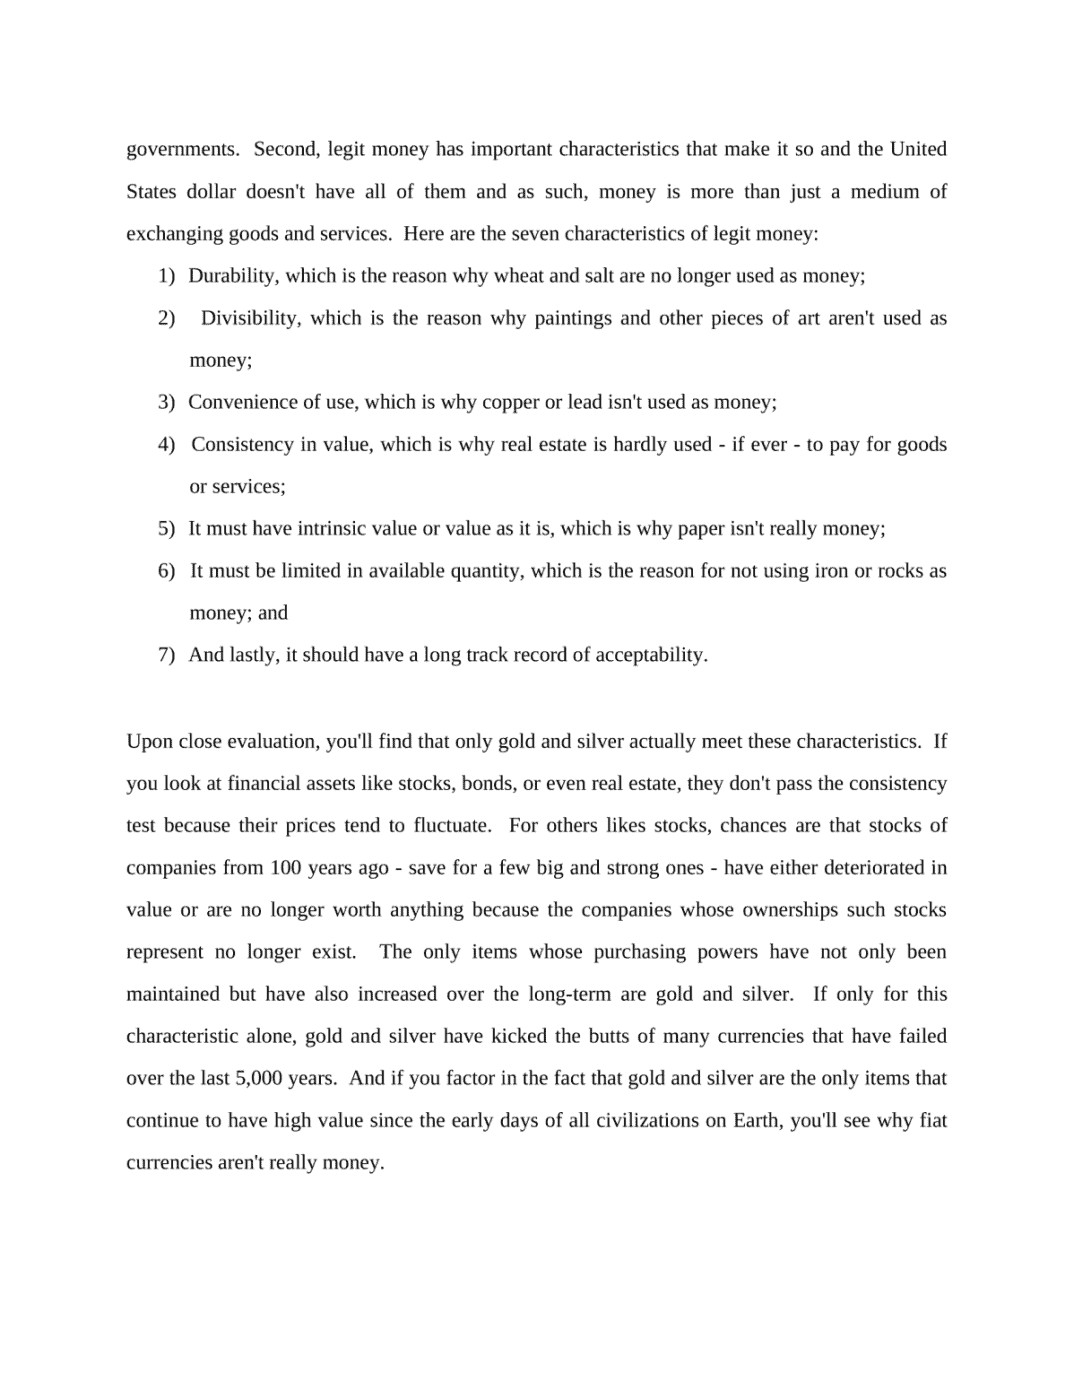 governments.  Second, legit money has important characteristics that make it so and the United
States dollar doesn't have all of them and as such, money is more than just a medium of
exchanging goods and services.  Here are the seven characteristics of legit money:
1)  Durability, which is the reason why wheat and salt are no longer used as money;
2)  Divisibility, which is the reason why paintings and other pieces of art aren't used as
money;
3)  Convenience of use, which is why copper or lead isn't used as money;
4)  Consistency in value, which is why real estate is hardly used - if ever - to pay for goods
or services;
5)  It must have intrinsic value or value as it is, which is why paper isn't really money;
6)  It must be limited in available quantity, which is the reason for not using iron or rocks as
money; and
7)  And lastly, it should have a long track record of acceptability.
Upon close evaluation, you'll find that only gold and silver actually meet these characteristics.  If
you look at financial assets like stocks, bonds, or even real estate, they don't pass the consistency
test because their prices tend to fluctuate.  For others likes stocks, chances are that stocks of
companies from 100 years ago - save for a few big and strong ones - have either deteriorated in
value or are no longer worth anything because the companies whose ownerships such stocks
represent no longer exist.  The only items whose purchasing powers have not only been
maintained but have also increased over the long-term are gold and silver.  If only for this
characteristic alone, gold and silver have kicked the butts of many currencies that have failed
over the last 5,000 years.  And if you factor in the fact that gold and silver are the only items that
continue to have high value since the early days of all civilizations on Earth, you'll see why fiat
currencies aren't really money.